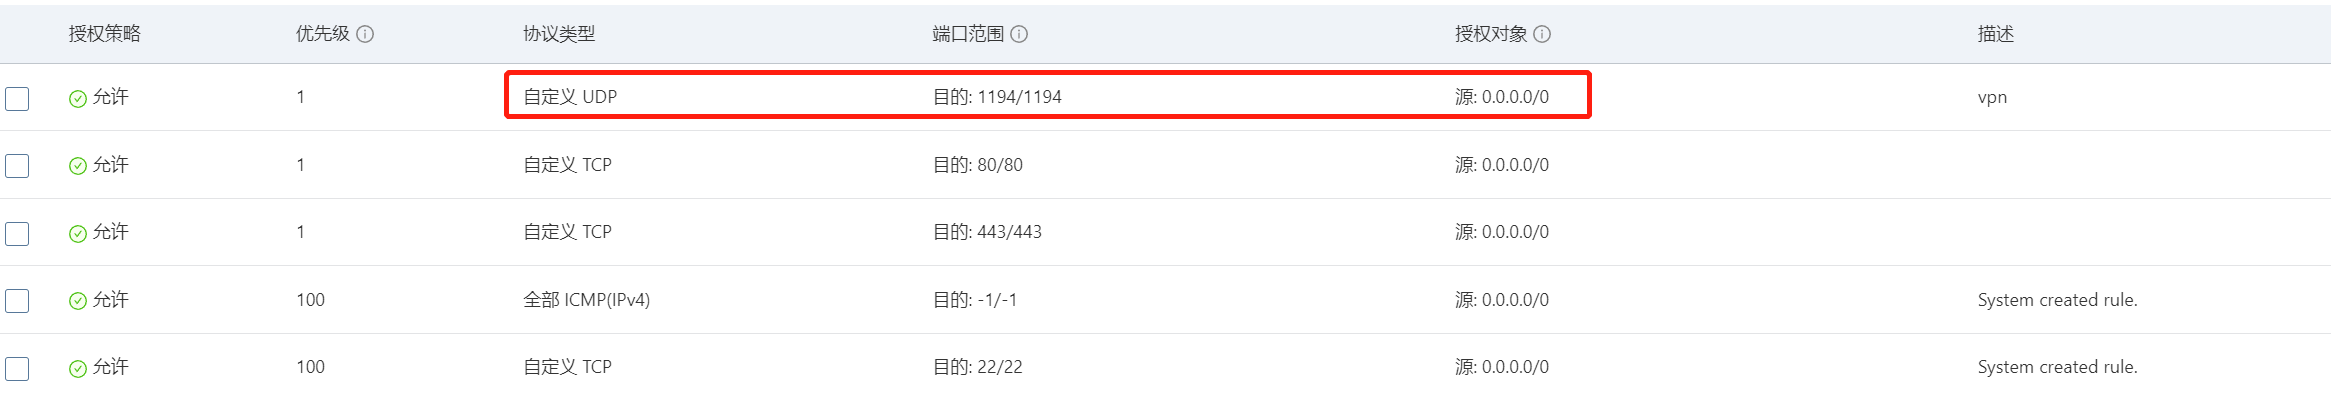 授权策略 优先级 协议类型 端口范围 授权对象 描述
允许 1 自定义 UDP 目的: 1194/1194 源: 0.0.0.0/0 vpn
允许 1 自定义 TCP 目的: 80/80 源: 0.0.0.0/0
允许 1 自定义 TCP 目的: 443/443 源: 0.0.0.0/0
允许 100 全部 ICMP(IPv4) 目的: -1/-1 源: 0.0.0.0/0 System created rule.
允许 100 自定义 TCP 目的: 22/22 源: 0.0.0.0/0 System created rule.